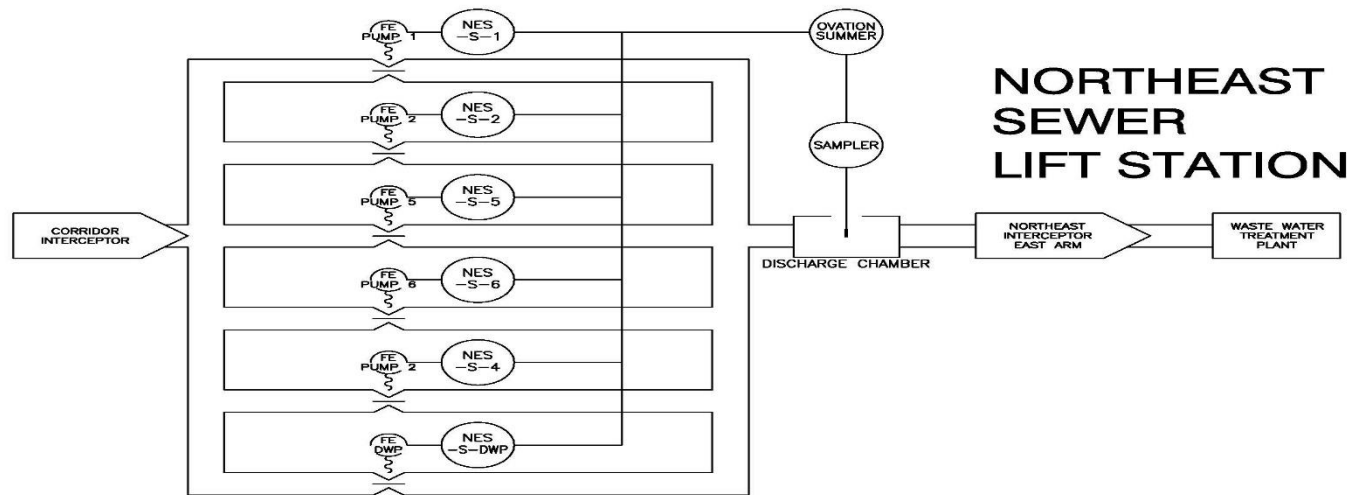 FE
PUMP 1
NES
-S-1
OVATION
SUMMER
NORTHEAST
SEWER
LIFT STATION
FE
PUMP 2
NES
-S-2
SAMPLER
FE
PUMP 5
NES
-S-5
CORRIDOR
INTERCEPTOR
DISCHARGE CHAMBER
NORTHEAST
INTERCEPTOR
EAST ARM
WASTE WATER
TREATMENT
PLANT
FE
PUMP 6
NES
-S-6
FE
PUMP 2
NES
-S-4
FE
DWP
NES
-S-DWP